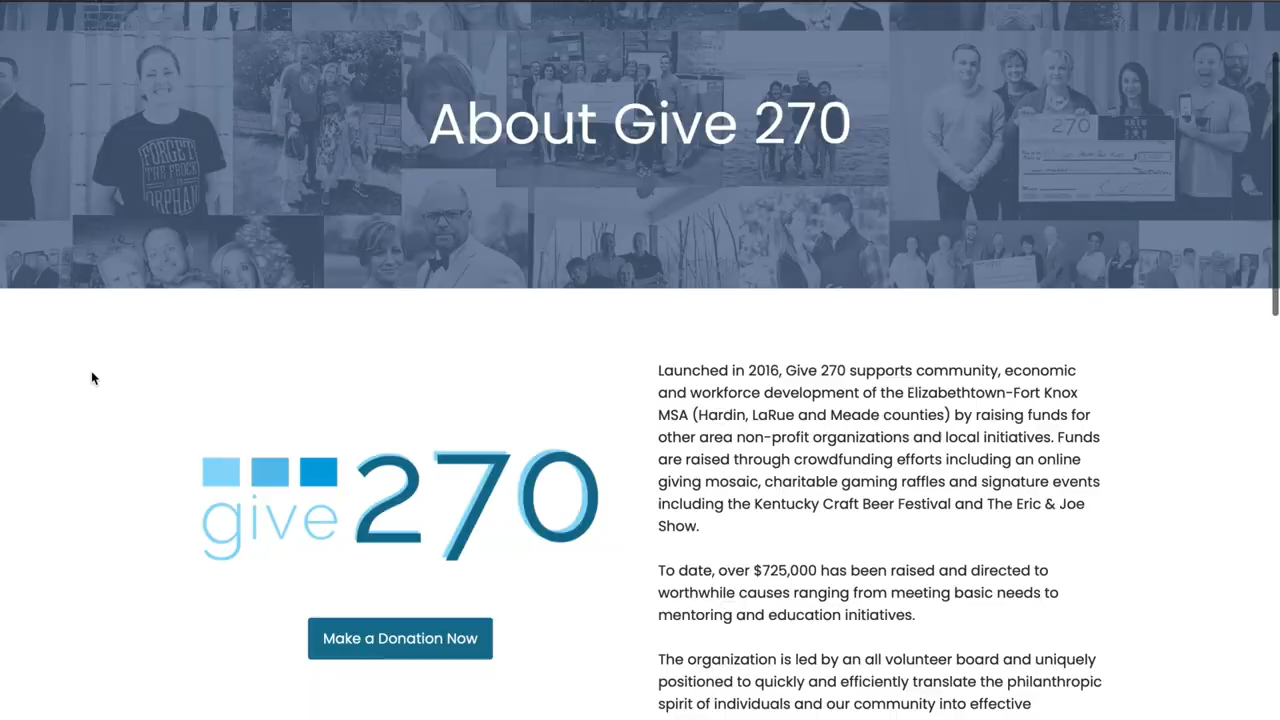 About Give 270
FORGET
THE FROCK
ORPHAN
270
Launched in 2016, Give 270 supports community, economic
and workforce development of the Elizabethtown-Fort Knox
MSA (Hardin, LaRue and Meade counties) by raising funds for
other area non-profit organizations and local initiatives. Funds
are raised through crowdfunding efforts including an online
giving mosaic, charitable gaming raffles and signature events
including the Kentucky Craft Beer Festival and The Eric & Joe
Show.
give 270
Make a Donation Now
To date, over $725,000 has been raised and directed to
worthwhile causes ranging from meeting basic needs to
mentoring and education initiatives.
The organization is led by an all volunteer board and uniquely
positioned to quickly and efficiently translate the philanthropic
spirit of individuals and our community into effective